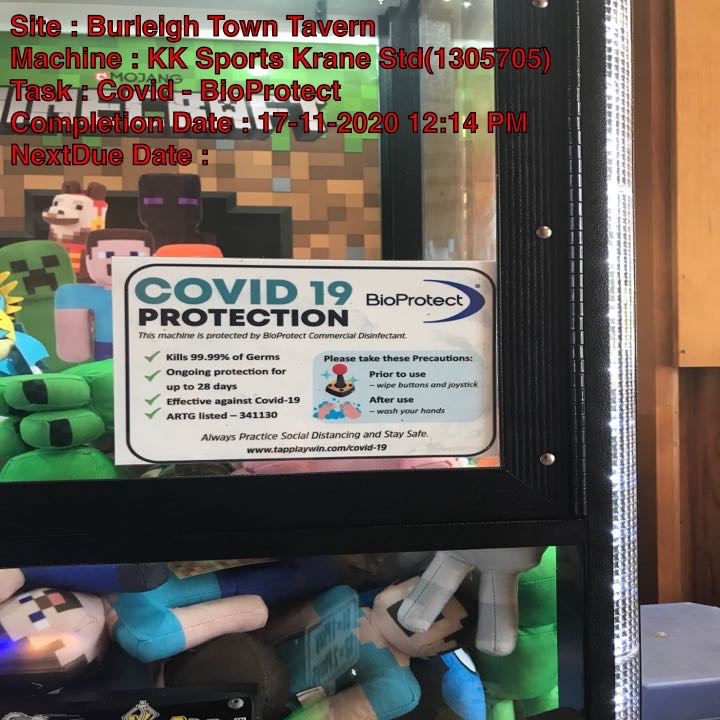 Site : Burleigh Town Tavern
Machine : KK Sports Krane Std(1305705)
MOJANG
Task : Covid - BioProtect
Completion Date : 17-11-2020 12:14 PM
NextDue Date :
COVID 19
PROTECTION
BioProtect®
This machine is protected by BioProtect Commercial Disinfectant.
Kills 99.99% of Germs
Ongoing protection for
up to 28 days
Effective against Covid-19
ARTG listed – 341130
Please take these Precautions:
Prior to use
– wipe buttons and joystick
After use
– wash your hands
Always Practice Social Distancing and Stay Safe.
www.tapplaywin.com/covid-19